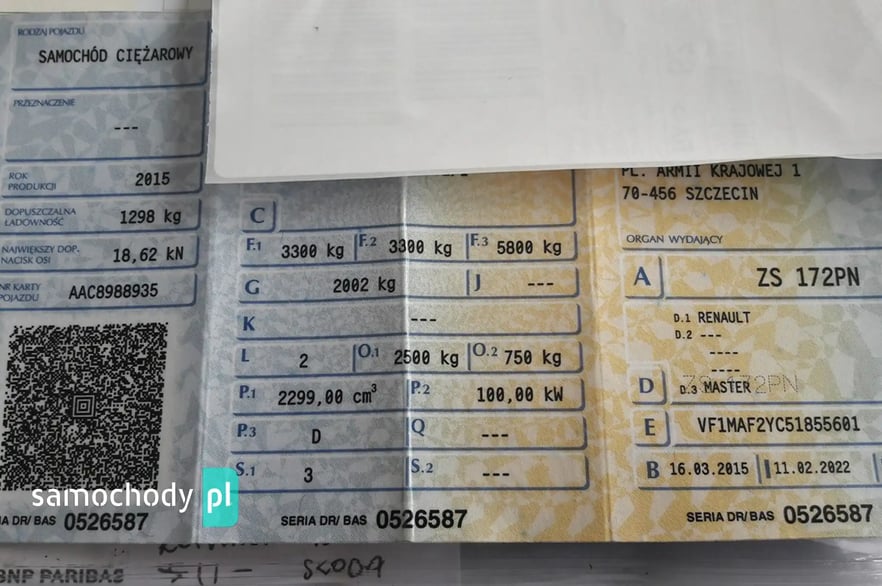 RODZAJ POJAZDU
SAMOCHÓD CIĘŻAROWY
PRZEZNACZENIE
---
ROK PRODUKCJI 2015
DOPUSZCZALNA ŁADOWNOŚĆ 1298 kg
NAJWIĘKSZY DOP. NACISK OSI 18,62 kN
NR KARTY POJAZDU AAC8988935
C
F.1 3300 kg F.2 3300 kg F.3 5800 kg
G 2002 kg J ---
K ---
L 2 O.1 2500 kg O.2 750 kg
P.1 2299,00 cm³ P.2 100,00 kW
P.3 D Q ---
S.1 3 S.2 ---
SERIA DR/BAS 0526587
PL. ARMII KRAJOWEJ 1
70-456 SZCZECIN
ORGAN WYDAJĄCY
A ZS 172PN
D.1 RENAULT
D.2 ---
----
----
D D.3 MASTER
ZS 172PN
E VF1MAF2YC51855601
B 16.03.2015 I 11.02.2022
SERIA DR/BAS 0526587
DR/BAS 0526587
samochody pl
BNP PARIBAS
SKODA